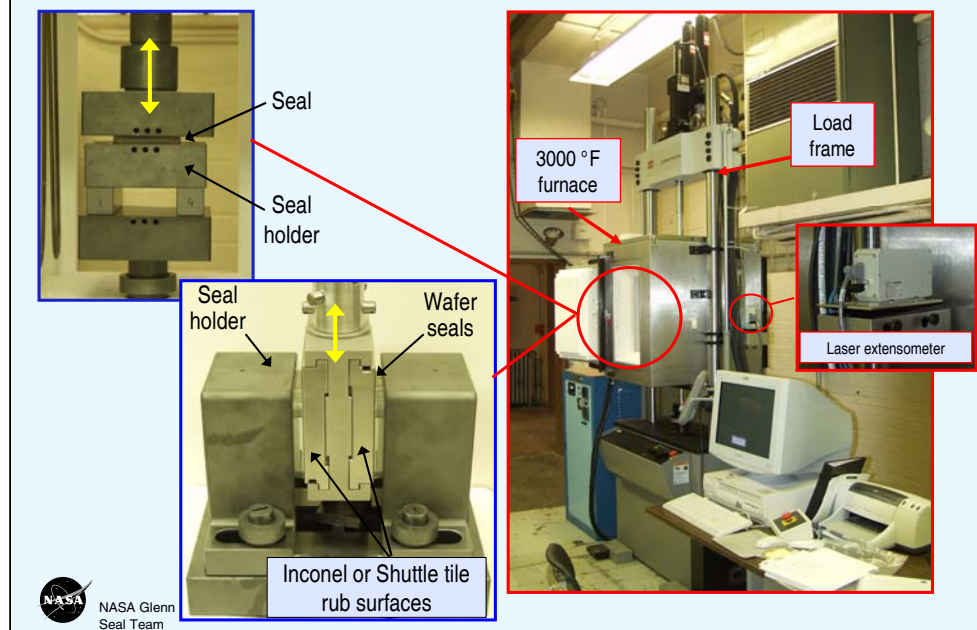 Seal
Seal
holder
Seal
holder
Wafer
seals
Inconel or Shuttle tile
rub surfaces
3000 °F
furnace
Load
frame
Laser extensometer
NASA
NASA Glenn
Seal Team